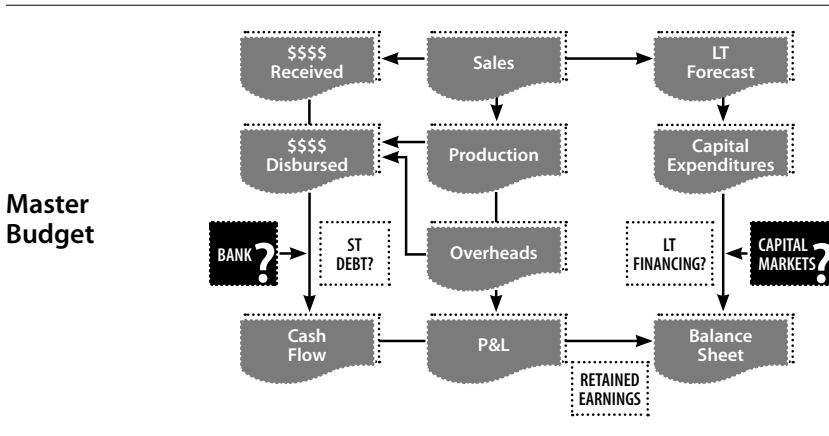 Master
Budget
$$$$
Received
Sales
LT
Forecast
$$$$
Disbursed
Production
Capital
Expenditures
BANK ?
ST
DEBT?
Overheads
LT
FINANCING?
CAPITAL
MARKETS ?
Cash
Flow
P&L
Balance
Sheet
RETAINED
EARNINGS